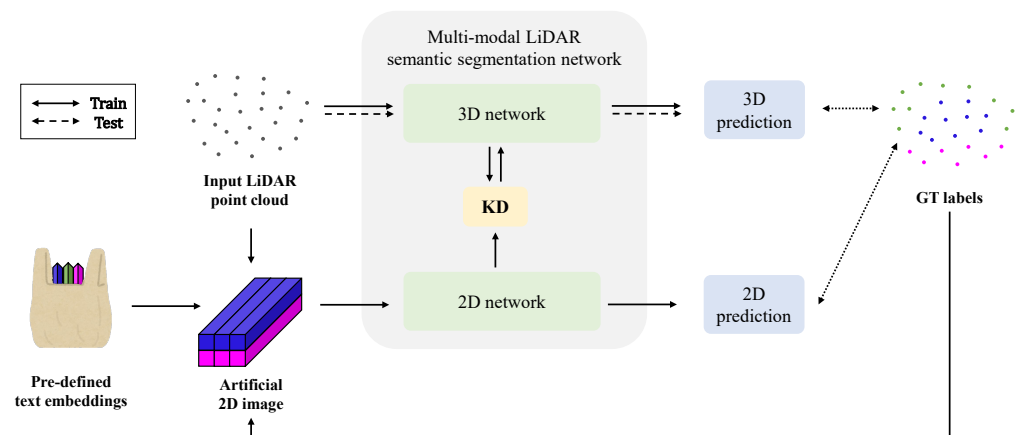 Multi-modal LiDAR
semantic segmentation network
Train
Test
3D network
3D
prediction
Input LiDAR
point cloud
KD
GT labels
2D network
2D
prediction
Pre-defined
text embeddings
Artificial
2D image